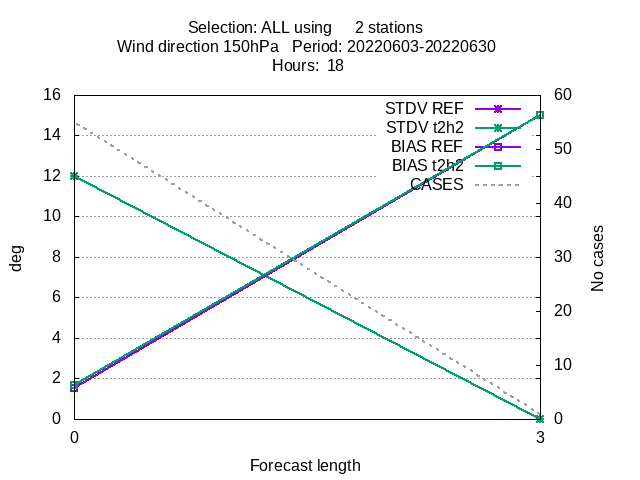 Selection: ALL using 2 stations
Wind direction 150hPa Period: 20220603-20220630
Hours: 18
16
14
12
10
8
6
4
2
0
deg
60
50
40
30
20
10
0
No cases
STDV REF
STDV t2h2
BIAS REF
BIAS t2h2
CASES
0 3
Forecast length